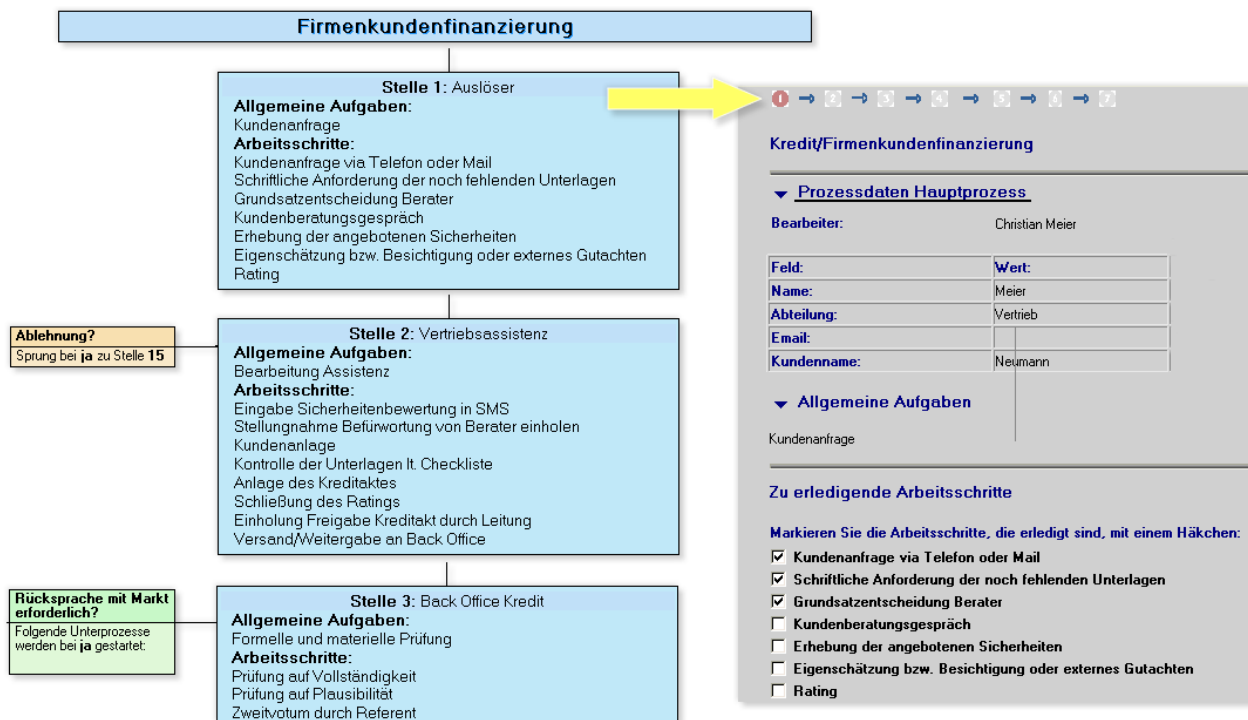 Firmenkundenfinanzierung
Stelle 1: Auslöser
Allgemeine Aufgaben:
Kundenanfrage
Arbeitsschritte:
Kundenanfrage via Telefon oder Mail
Schriftliche Anforderung der noch fehlenden Unterlagen
Grundsatzentscheidung Berater
Kundenberatungsgespräch
Erhebung der angebotenen Sicherheiten
Eigenschätzung bzw. Besichtigung oder externes Gutachten
Rating
Ablehnung?
Sprung bei ja zu Stelle 15
Stelle 2: Vertriebsassistenz
Allgemeine Aufgaben:
Bearbeitung Assistenz
Arbeitsschritte:
Eingabe Sicherheitenbewertung in SMS
Stellungnahme Befürwortung von Berater einholen
Kundenanlage
Kontrolle der Unterlagen lt. Checkliste
Anlage des Kreditaktes
Schließung des Ratings
Einholung Freigabe Kreditakt durch Leitung
Versand/Weitergabe an Back Office
Rücksprache mit Markt
erforderlich?
Folgende Unterprozesse
werden bei ja gestartet:
Stelle 3: Back Office Kredit
Allgemeine Aufgaben:
Formelle und materielle Prüfung
Arbeitsschritte:
Prüfung auf Vollständigkeit
Prüfung auf Plausibilität
Zweitvotum durch Referent
1 2 3 4 5 6 7
Kredit/Firmenkundenfinanzierung
Prozessdaten Hauptprozess
Bearbeiter: Christian Meier
Feld: Wert:
Name: Meier
Abteilung: Vertrieb
Email:
Kundenname: Neumann
Allgemeine Aufgaben
Kundenanfrage
Zu erledigende Arbeitsschritte
Markieren Sie die Arbeitsschritte, die erledigt sind, mit einem Häkchen:
Kundenanfrage via Telefon oder Mail
Schriftliche Anforderung der noch fehlenden Unterlagen
Grundsatzentscheidung Berater
Kundenberatungsgespräch
Erhebung der angebotenen Sicherheiten
Eigenschätzung bzw. Besichtigung oder externes Gutachten
Rating